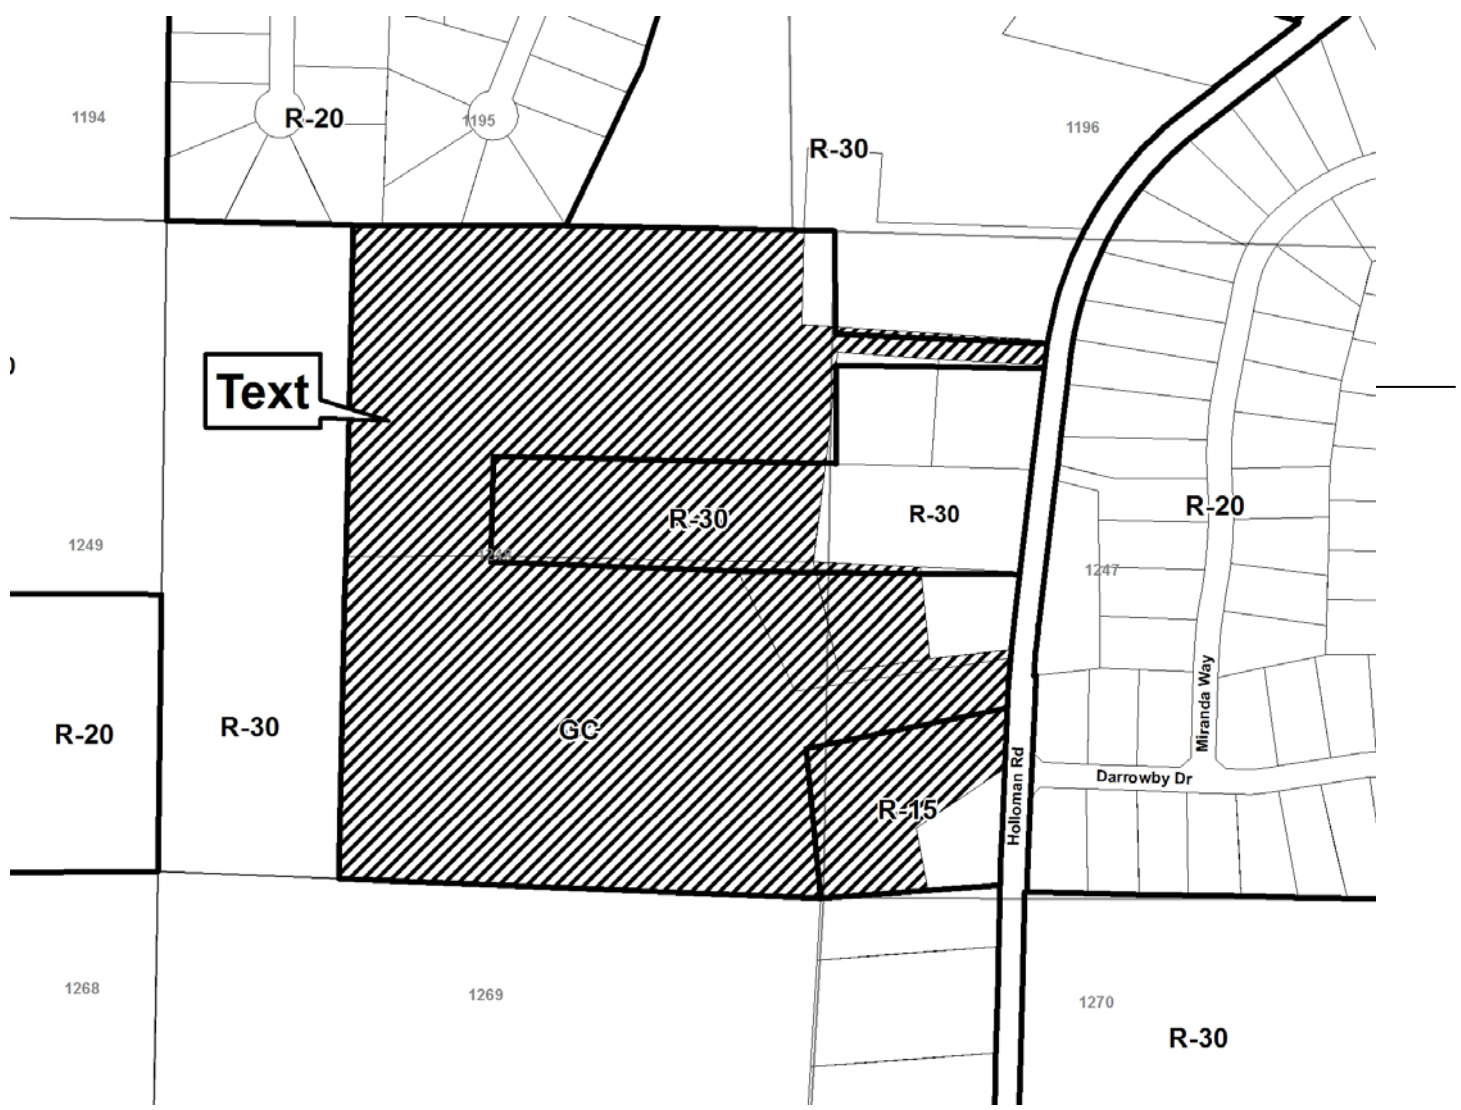 1194
R-20
1195
R-30
1196
Text
R-30
R-30
R-20
1249
1247
R-20
R-30
GC
Miranda Way
Darrowby Dr
R-15
Holloman Rd
1268
1269
1270
R-30